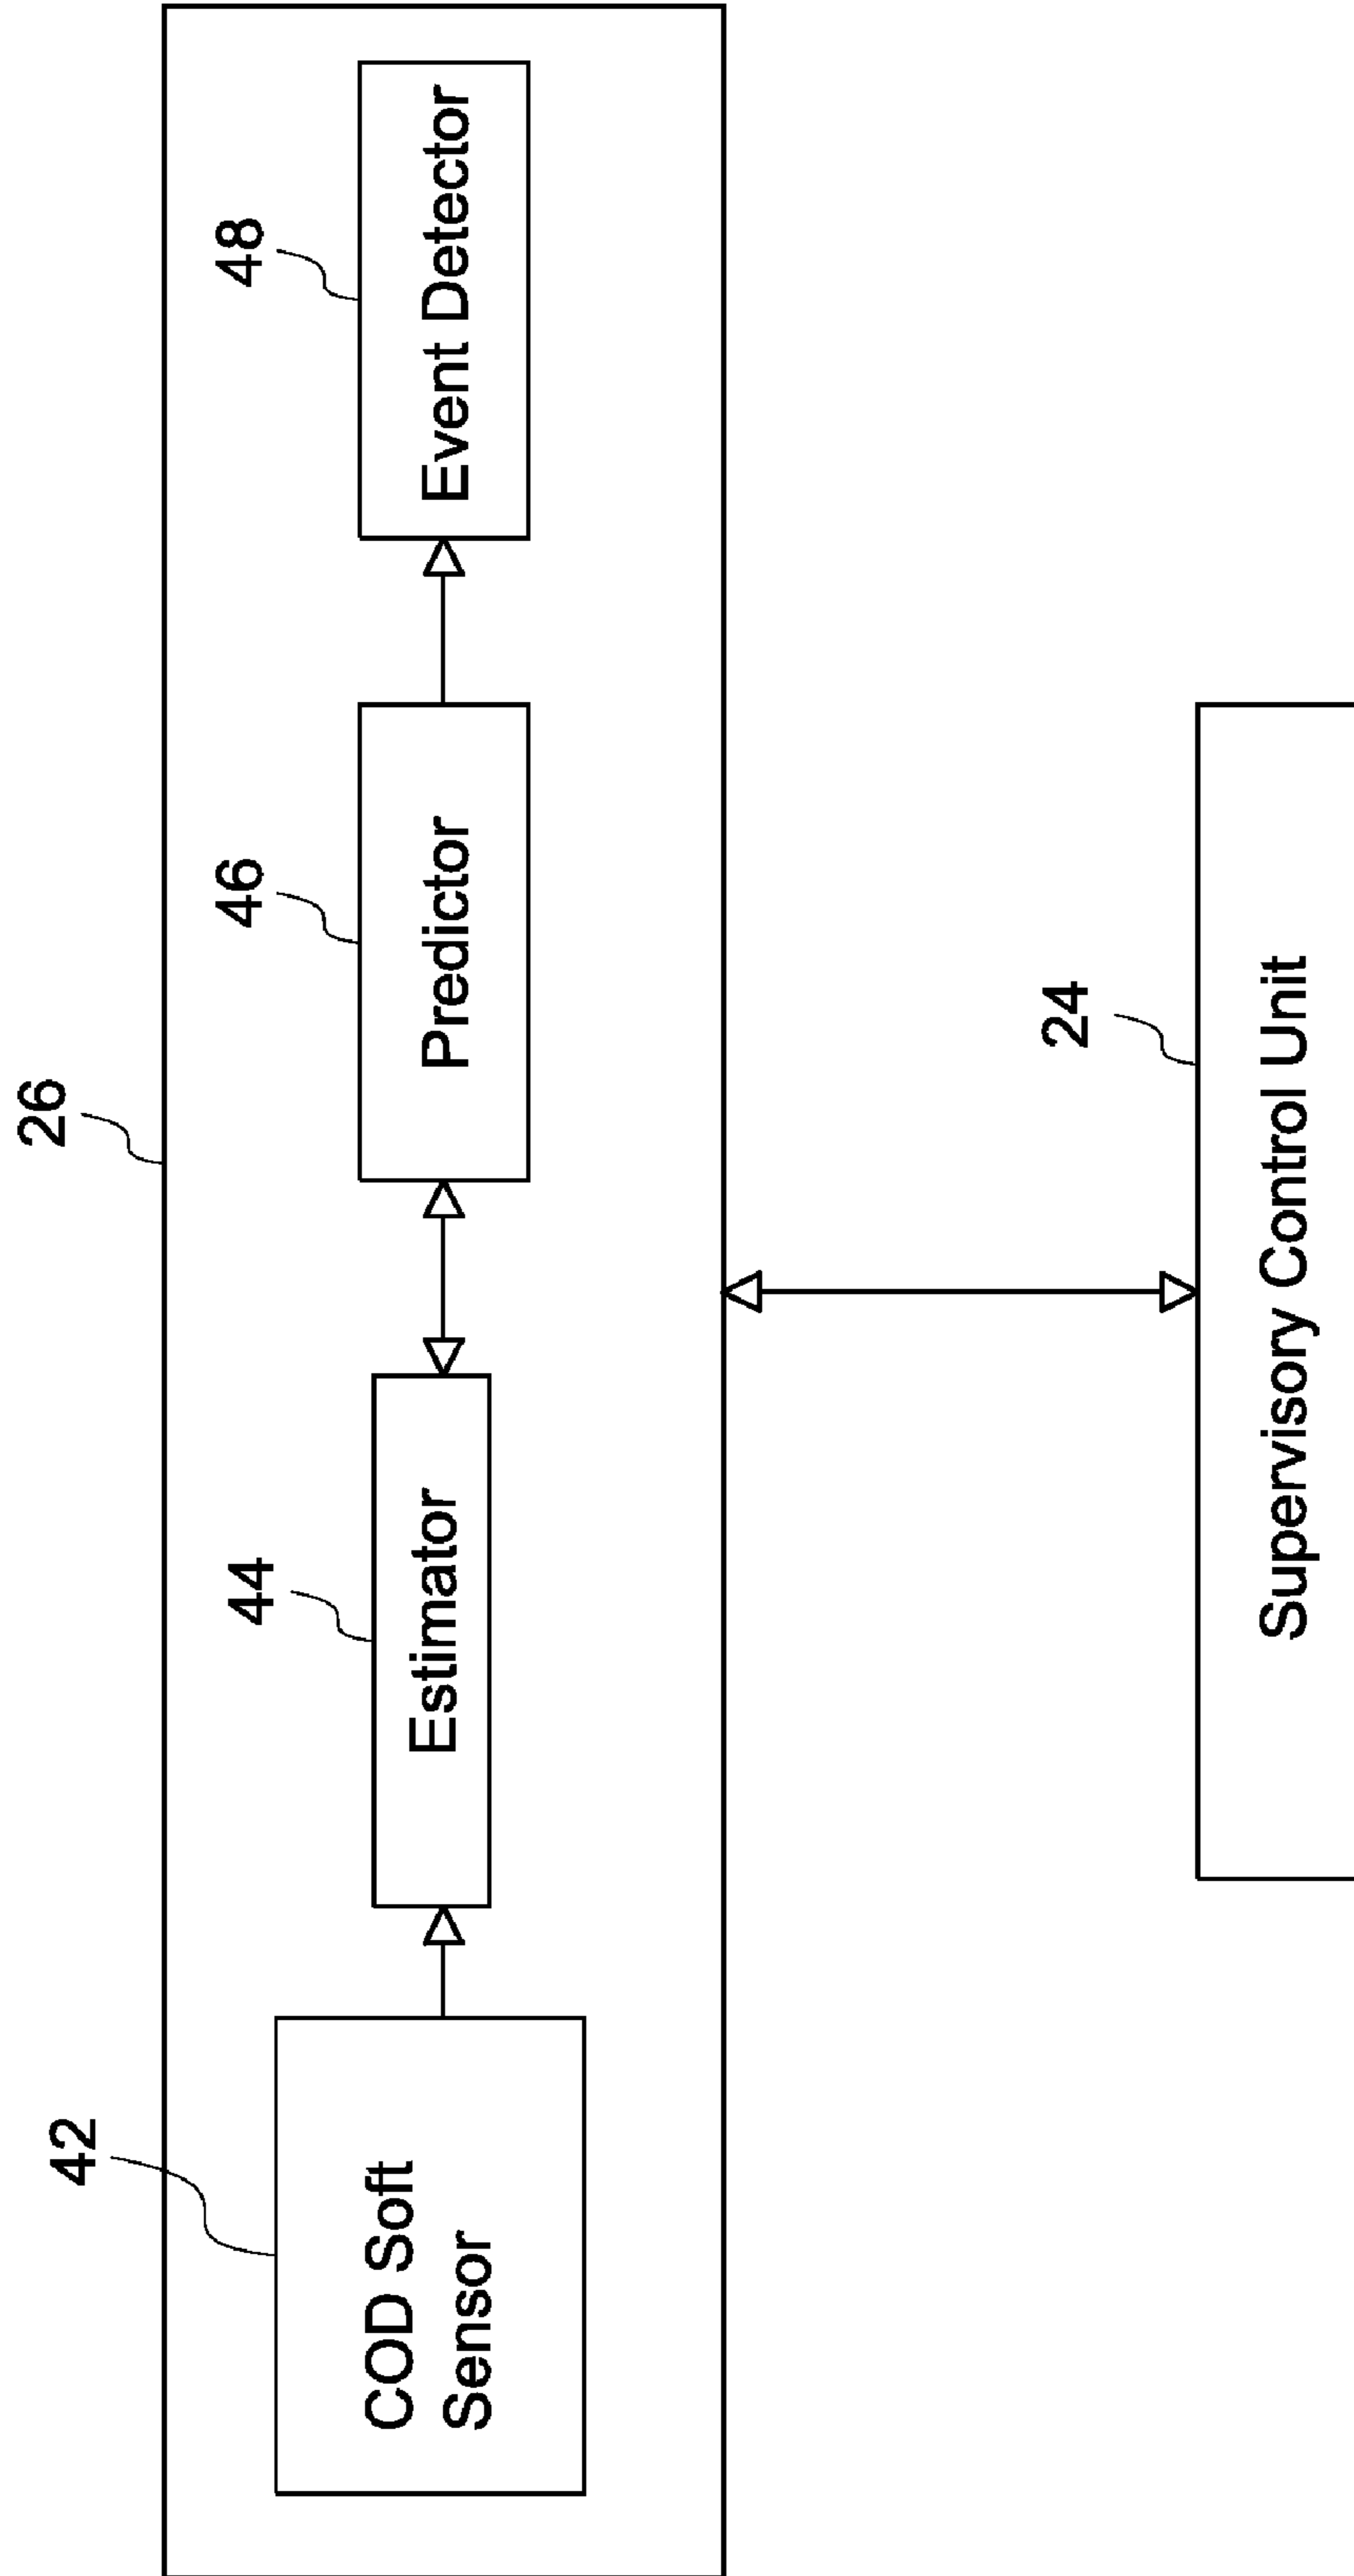 26
42
44
46
48
COD Soft
Sensor
Estimator
Predictor
Event Detector
24
Supervisory Control Unit